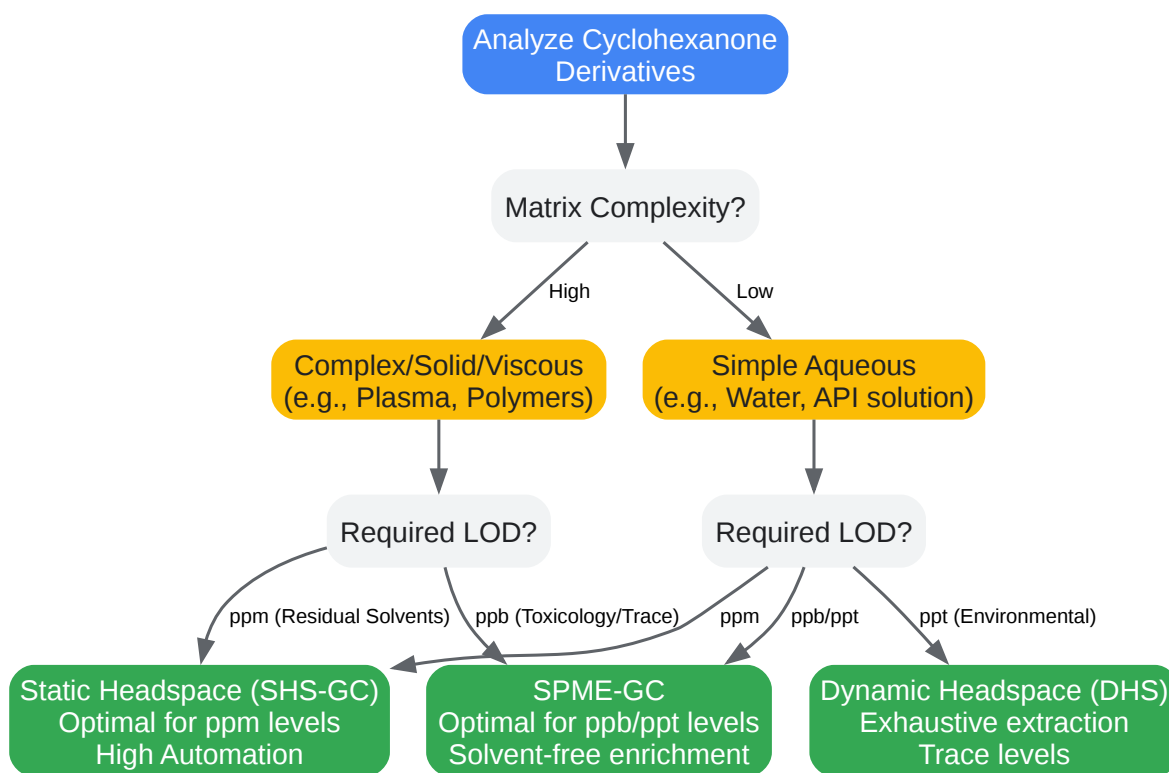 Analyze Cyclohexanone
Derivatives
Matrix Complexity?
High
Low
Complex/Solid/Viscous
(e.g., Plasma, Polymers)
Simple Aqueous
(e.g., Water, API solution)
Required LOD?
Required LOD?
ppm (Residual Solvents)
ppb (Toxicology/Trace)
ppm
ppb/ppt
ppt (Environmental)
Static Headspace (SHS-GC)
Optimal for ppm levels
High Automation
SPME-GC
Optimal for ppb/ppt levels
Solvent-free enrichment
Dynamic Headspace (DHS)
Exhaustive extraction
Trace levels